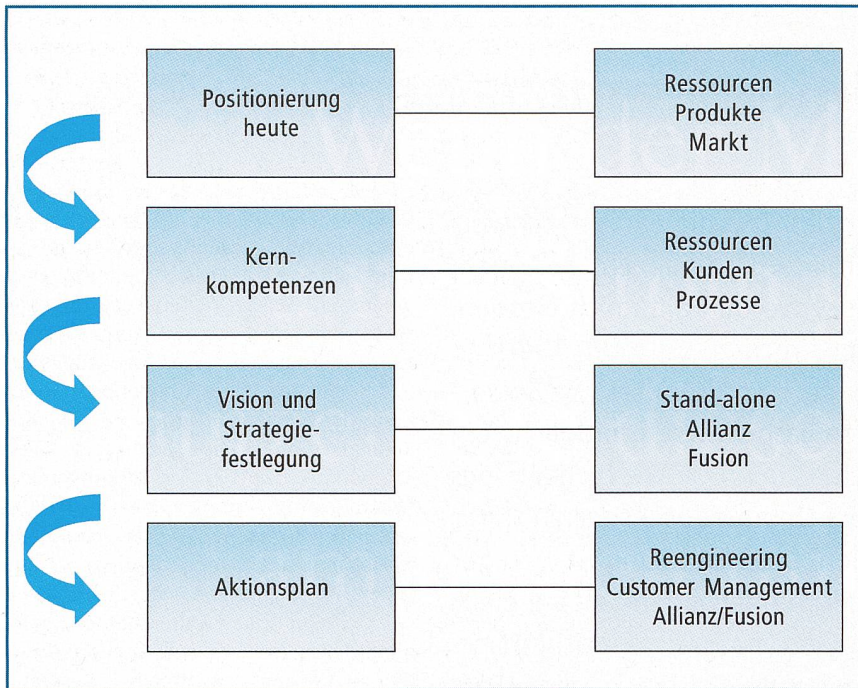 Positionierung
heute
Ressourcen
Produkte
Markt
Kern-
kompetenzen
Ressourcen
Kunden
Prozesse
Vision und
Strategie-
festlegung
Stand-alone
Allianz
Fusion
Aktionsplan
Reengineering
Customer Management
Allianz/Fusion